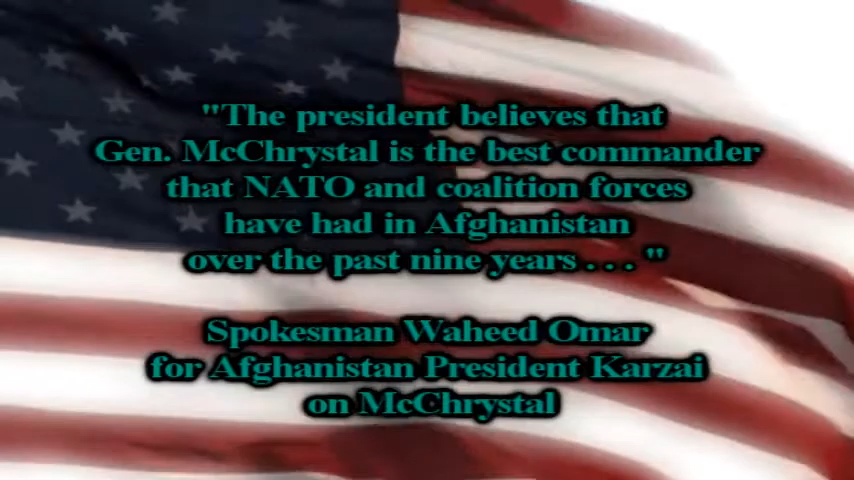 "The president believes that
Gen. McChrystal is the best commander
that NATO and coalition forces
have had in Afghanistan
over the past nine years . . . "
Spokesman Waheed Omar
for Afghanistan President Karzai
on McChrystal